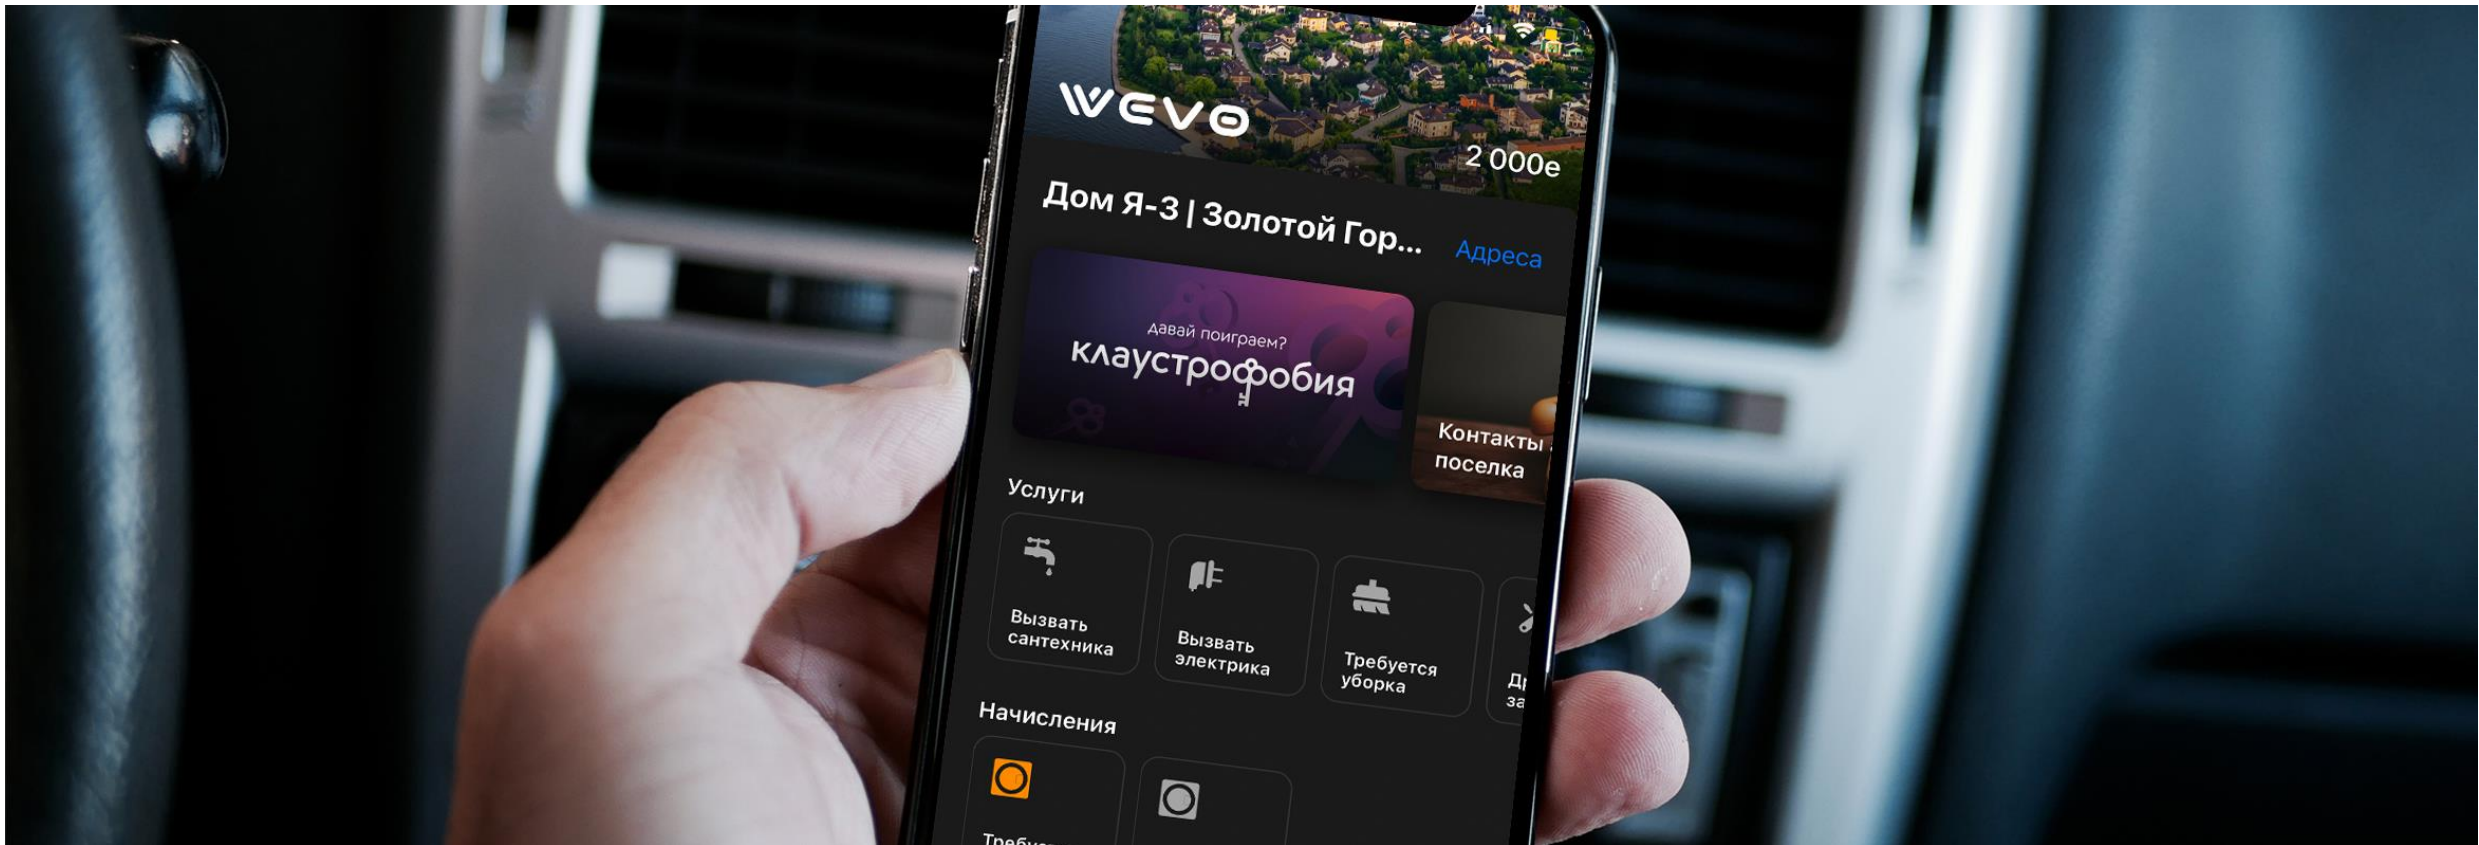 WEVO
2 000e
Дом Я-3 | Золотой Гор...
Адреса
давай поиграем?
клаустрофобия
Контакты
поселка
Услуги
Вызвать
сантехника
Вызвать
электрика
Требуется
уборка
Начисления